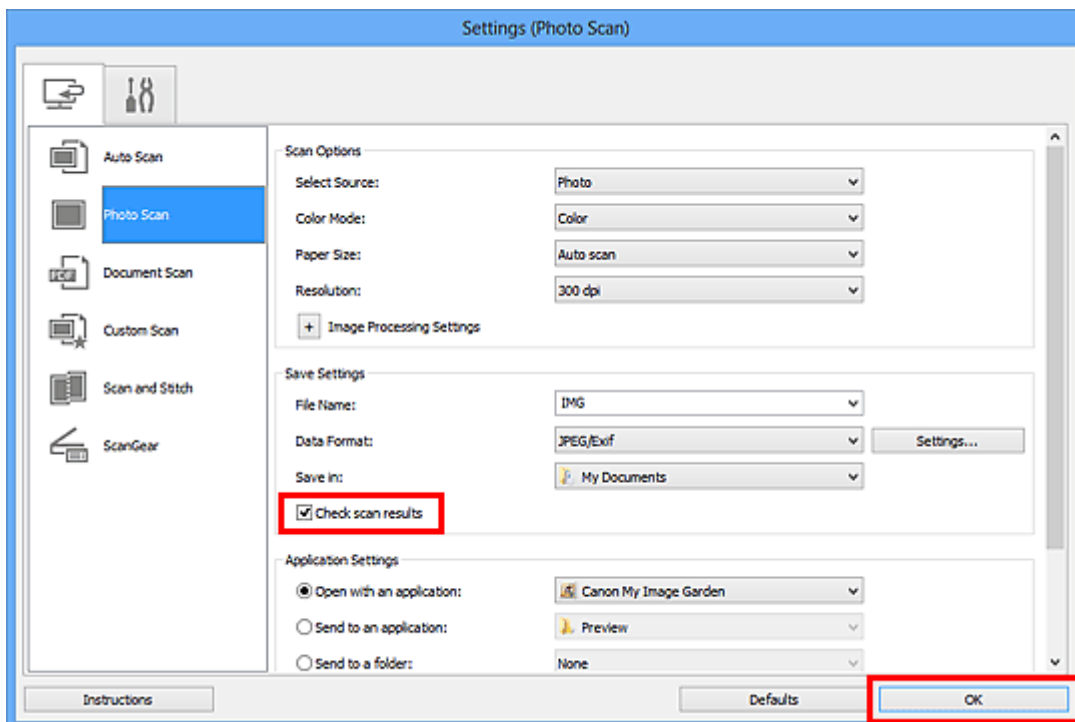 Settings (Photo Scan)
Auto Scan
Photo Scan
Document Scan
Custom Scan
Scan and Stitch
ScanGear
Scan Options
Select Source: Photo
Color Mode: Color
Paper Size: Auto scan
Resolution: 300 dpi
+ Image Processing Settings
Save Settings
File Name: IMG
Data Format: JPEG/Exif Settings...
Save in: My Documents
Check scan results
Application Settings
Open with an application: Canon My Image Garden
Send to an application: Preview
Send to a folder: None
Instructions Defaults OK